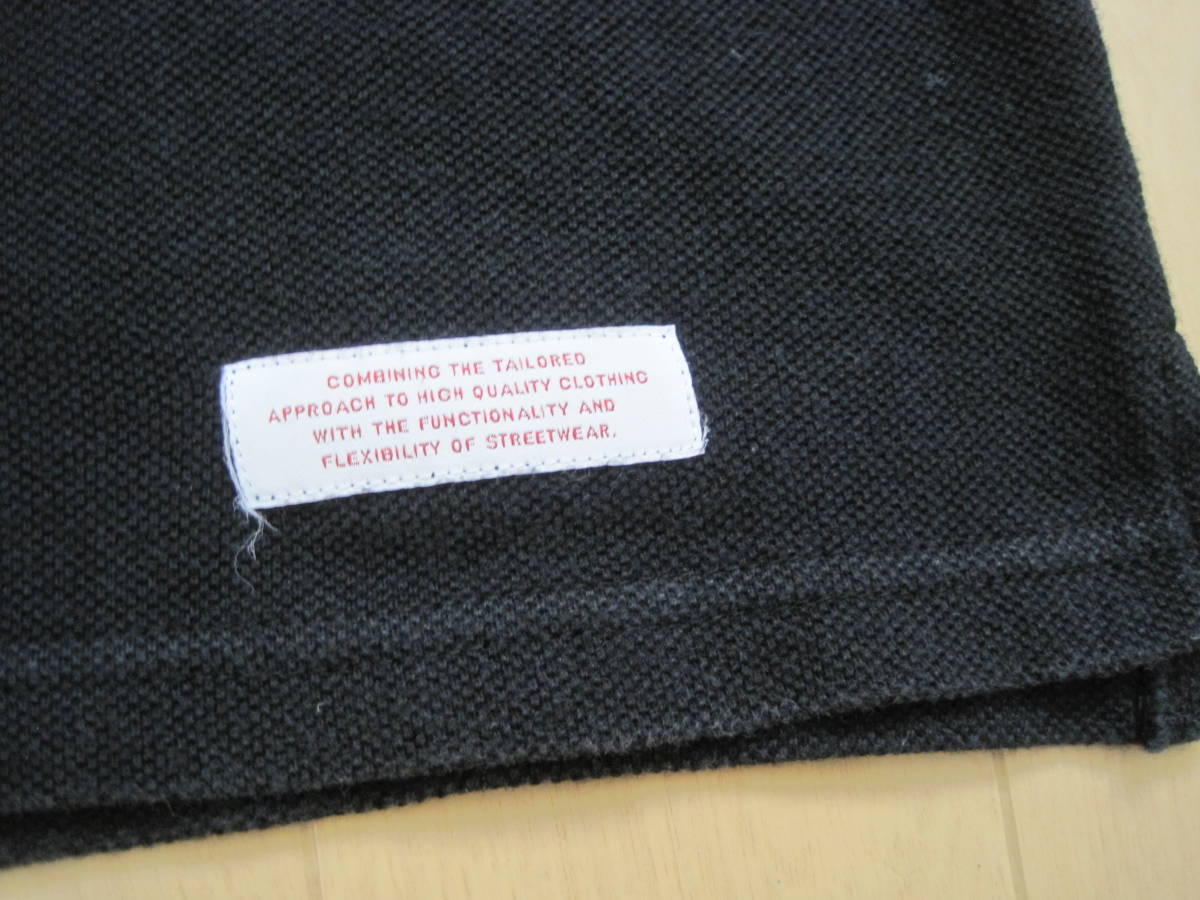 COMBINING THE TAILORED
APPROACH TO HIGH QUALITY CLOTHING
WITH THE FUNCTIONALITY AND
FLEXIBILITY OF STREETWEAR.